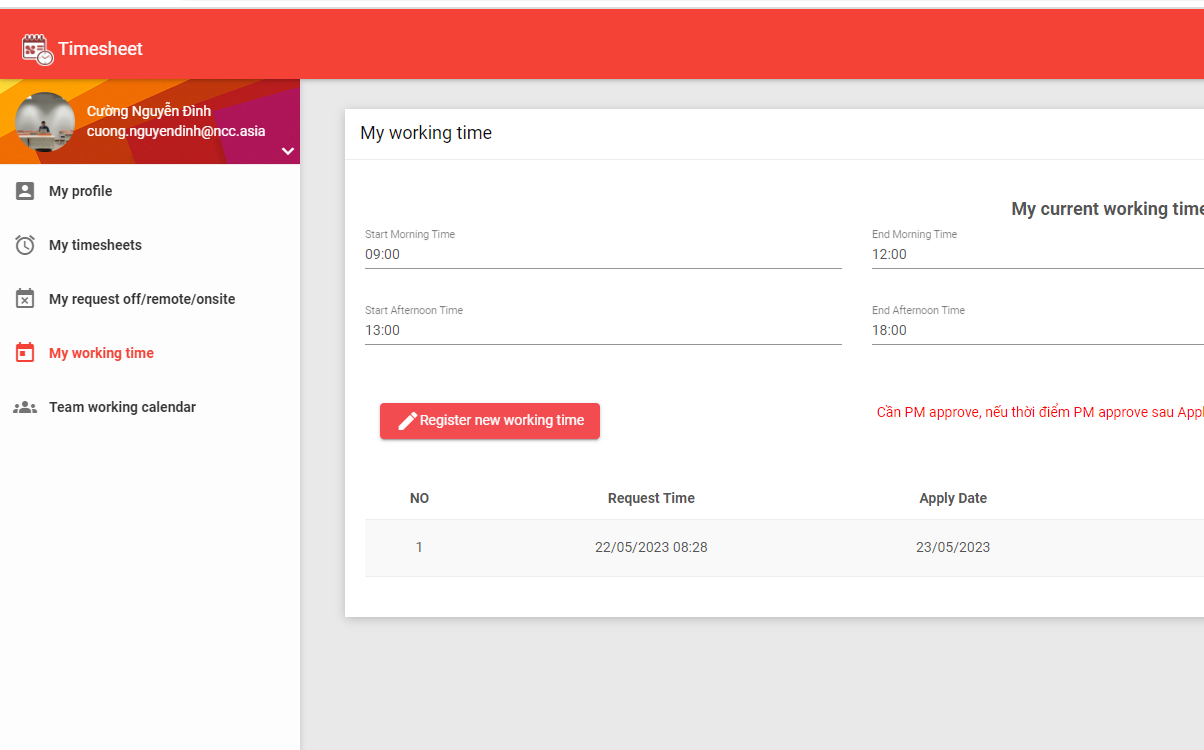 Timesheet
Cường Nguyễn Đình
cuong.nguyendinh@ncc.asia
My profile
My timesheets
My request off/remote/onsite
My working time
Team working calendar
My working time
My current working time
Start Morning Time
End Morning Time
09:00
12:00
Start Afternoon Time
End Afternoon Time
13:00
18:00
Register new working time
Cần PM approve, nếu thời điểm PM approve sau Appl
NO
Request Time
Apply Date
1
22/05/2023 08:28
23/05/2023